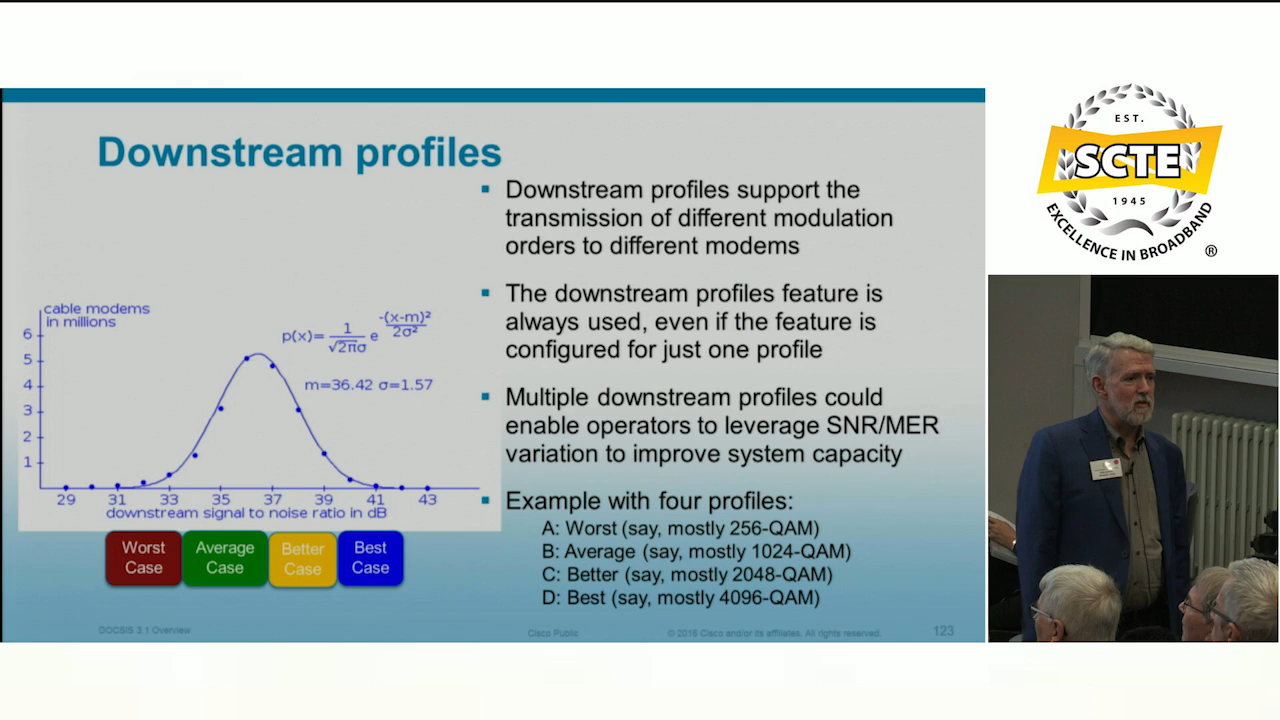 Downstream profiles
Downstream profiles support the
transmission of different modulation
orders to different modems
The downstream profiles feature is
always used, even if the feature is
configured for just one profile
Multiple downstream profiles could
enable operators to leverage SNR/MER
variation to improve system capacity
Example with four profiles:
A: Worst (say, mostly 256-QAM)
B: Average (say, mostly 1024-QAM)
C: Better (say, mostly 2048-QAM)
D: Best (say, mostly 4096-QAM)
cable modems
in millions
p(x)= 1/√2πσ e -(x-m)²/2σ²
m=36.42 σ=1.57
6
5
4
3
2
1
29 31 33 35 37 39 41 43
downstream signal to noise ratio in dB
Worst Average Better Best
Case Case Case Case
DOCSIS 3.1 Overview Cisco Public © 2016 Cisco and/or its affiliates. All rights reserved. 123
EST.
SCTE
1945
EXCELLENCE IN BROADBAND
®